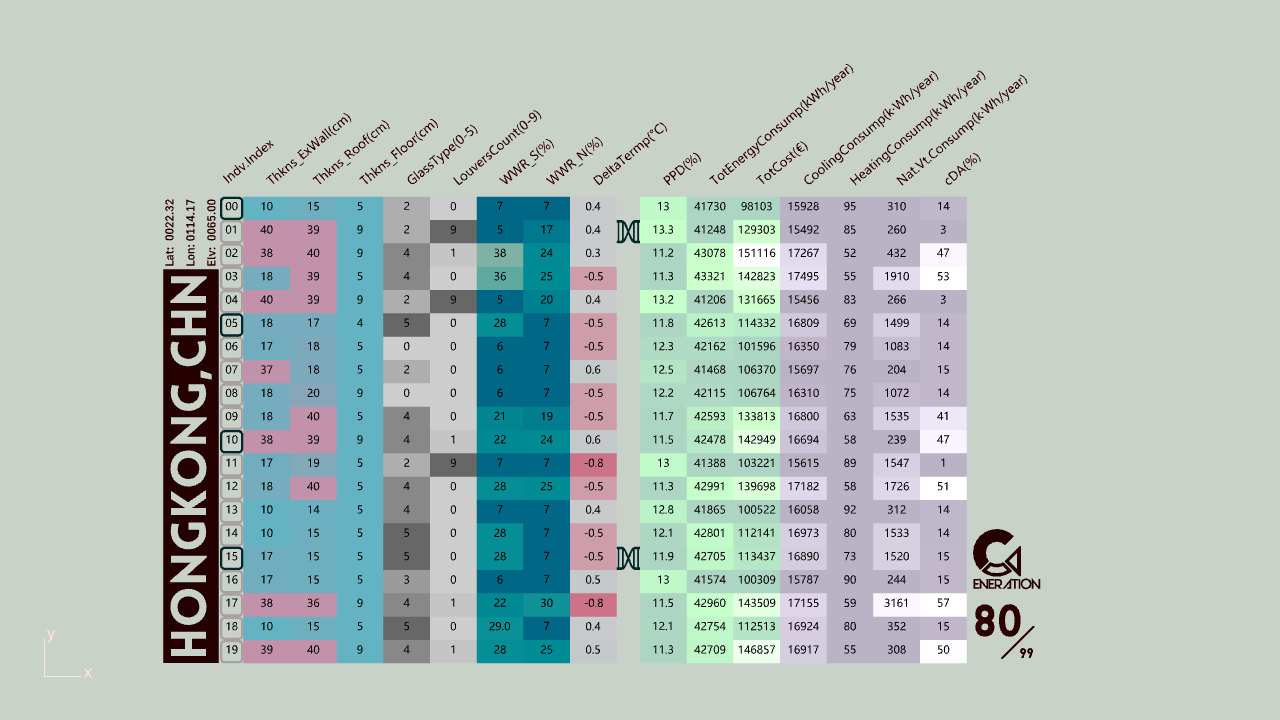 Indv.Index Thkns_ExWall(cm) Thkns_Roof(cm) Thkns_Floor(cm) GlassType(0-5) LouversCount(0-9) WWR_S(%) WWR_N(%) DeltaTermp(°C) PPD(%) TotEnergyConsump(kWh/year) TotCost(€) CoolingConsump(k·Wh/year) HeatingConsump(k·Wh/year) Nat.Vt.Consump(k·Wh/year) cDA(%)
Lat: 0022.32
Lon: 0114.17
Elv: 0065.00
HONGKONG,CHN
00 10 15 5 2 0 7 7 0.4 13 41730 98103 15928 95 310 14
01 40 39 9 2 9 5 17 0.4 13.3 41248 129303 15492 85 260 3
02 38 40 9 4 1 38 24 0.3 11.2 43078 151116 17267 52 432 47
03 18 39 5 4 0 36 25 -0.5 11.3 43321 142823 17495 55 1910 53
04 40 39 9 2 9 5 20 0.4 13.2 41206 131665 15456 83 266 3
05 18 17 4 5 0 28 7 -0.5 11.8 42613 114332 16809 69 1499 14
06 17 18 5 0 0 6 7 -0.5 12.3 42162 101596 16350 79 1083 14
07 37 18 5 2 0 6 7 0.6 12.5 41468 106370 15697 76 204 15
08 18 20 9 0 0 6 7 -0.5 12.2 42115 106764 16310 75 1072 14
09 18 40 5 4 0 21 19 -0.5 11.7 42593 133813 16800 63 1535 41
10 38 39 9 4 1 22 24 0.6 11.5 42478 142949 16694 58 239 47
11 17 19 5 2 9 7 7 -0.8 13 41388 103221 15615 89 1547 1
12 18 40 5 4 0 28 25 -0.5 11.3 42991 139698 17182 58 1726 51
13 10 14 5 4 0 7 7 0.4 12.8 41865 100522 16058 92 312 14
14 10 15 5 5 0 28 7 -0.5 12.1 42801 112141 16973 80 1533 14
15 17 15 5 5 0 28 7 -0.5 11.9 42705 113437 16890 73 1520 15
16 17 15 5 3 0 6 7 0.5 13 41574 100309 15787 90 244 15
17 38 36 9 4 1 22 30 -0.8 11.5 42960 143509 17155 59 3161 57
18 10 15 5 5 0 29.0 7 0.4 12.1 42754 112513 16924 80 352 15
19 39 40 9 4 1 28 25 0.5 11.3 42709 146857 16917 55 308 50
G
ENERATION
80/99
y
x